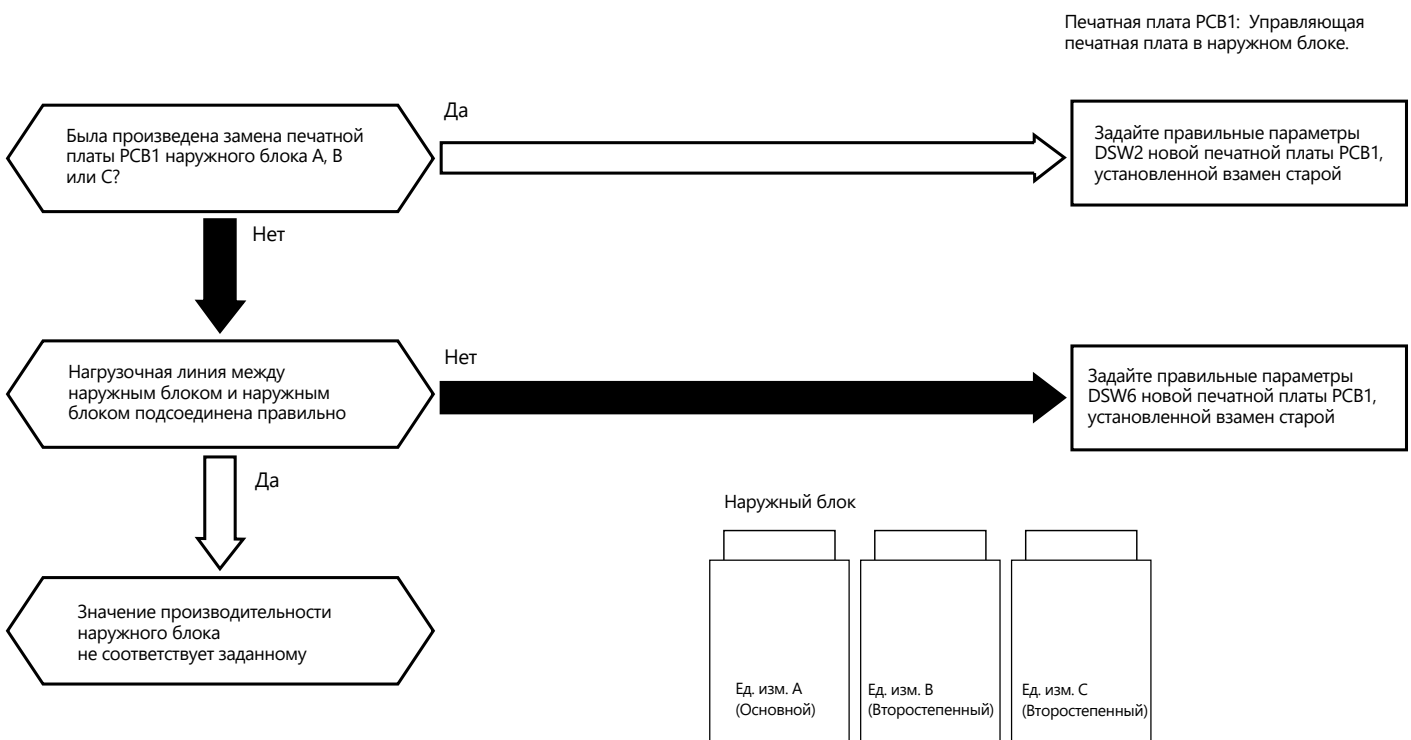 Печатная плата PCB1: Управляющая
печатная плата в наружном блоке.
Да
Была произведена замена печатной
платы PCB1 наружного блока A, B
или C?
Задайте правильные параметры
DSW2 новой печатной платы PCB1,
установленной взамен старой
Нет
Нет
Нагрузочная линия между
наружным блоком и наружным
блоком подсоединена правильно
Задайте правильные параметры
DSW6 новой печатной платы PCB1,
установленной взамен старой
Да
Наружный блок
Значение производительности
наружного блока
не соответствует заданному
Ед. изм. A
(Основной)
Ед. изм. B
(Второстепенный)
Ед. изм. C
(Второстепенный)